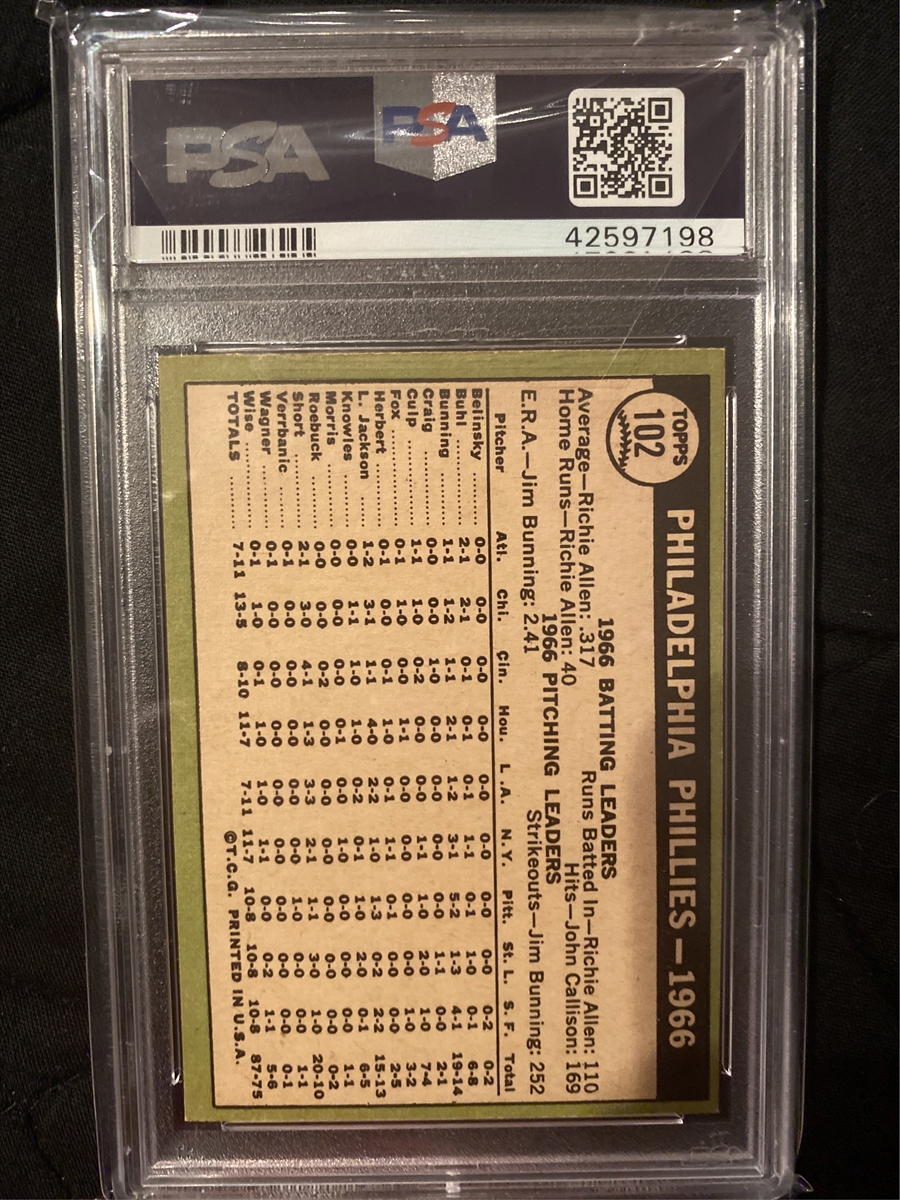 PSA
PSA
42597198
TOPPS
102
PHILADELPHIA PHILLIES—1966
1966 BATTING LEADERS
Average—Richie Allen: .317 Runs Batted In—Richie Allen: 110
Home Runs—Richie Allen: 40 Hits—John Callison: 169
1966 PITCHING LEADERS
E.R.A.—Jim Bunning: 2.41 Strikeouts—Jim Bunning: 252
Pitcher Atl. Chi. Cin. Hou. L.A. N.Y. Pitt. St. L. S. F. Total
Belinsky 0-0 0-0 0-0 0-0 0-0 0-0 0-0 0-0 0-2 0-2
Buhl 2-1 2-1 0-1 0-1 0-1 1-1 0-1 1-0 0-1 6-8
Bunning 1-1 1-2 1-1 2-1 1-2 3-1 5-2 1-3 4-1 19-14
Craig 0-0 0-0 1-0 0-0 0-0 0-0 0-0 1-1 0-0 2-1
Culp 1-1 1-0 0-2 0-0 0-0 1-1 1-0 2-0 1-0 7-4
Fox 0-1 1-0 0-0 1-1 0-0 0-0 0-0 0-0 1-0 3-2
Herbert 0-1 0-0 0-1 1-0 0-1 1-1 0-1 0-0 0-0 2-5
L. Jackson 1-2 3-1 1-1 4-0 2-2 1-0 1-3 0-2 2-2 15-13
Knowles 0-0 1-1 1-0 1-0 0-2 0-1 1-0 2-0 0-1 6-5
Morris 0-0 0-0 0-0 0-1 0-0 1-0 0-0 0-0 0-0 1-1
Roebuck 0-0 0-0 0-2 0-0 0-0 0-0 0-0 0-0 0-0 0-2
Short 2-1 3-0 4-1 1-3 3-3 2-1 1-1 3-0 1-0 20-10
Verrbanic 0-1 0-0 0-0 0-0 0-0 0-0 1-0 0-0 0-0 1-1
Wagner 0-1 0-0 0-0 0-0 0-0 0-0 0-0 0-0 0-0 0-1
Wise 0-1 1-0 0-1 1-0 1-0 1-1 0-0 0-2 1-1 5-6
TOTALS 7-11 13-5 8-10 11-7 7-11 11-7 10-8 10-8 10-8 87-75
©T.C.G. PRINTED IN U.S.A.